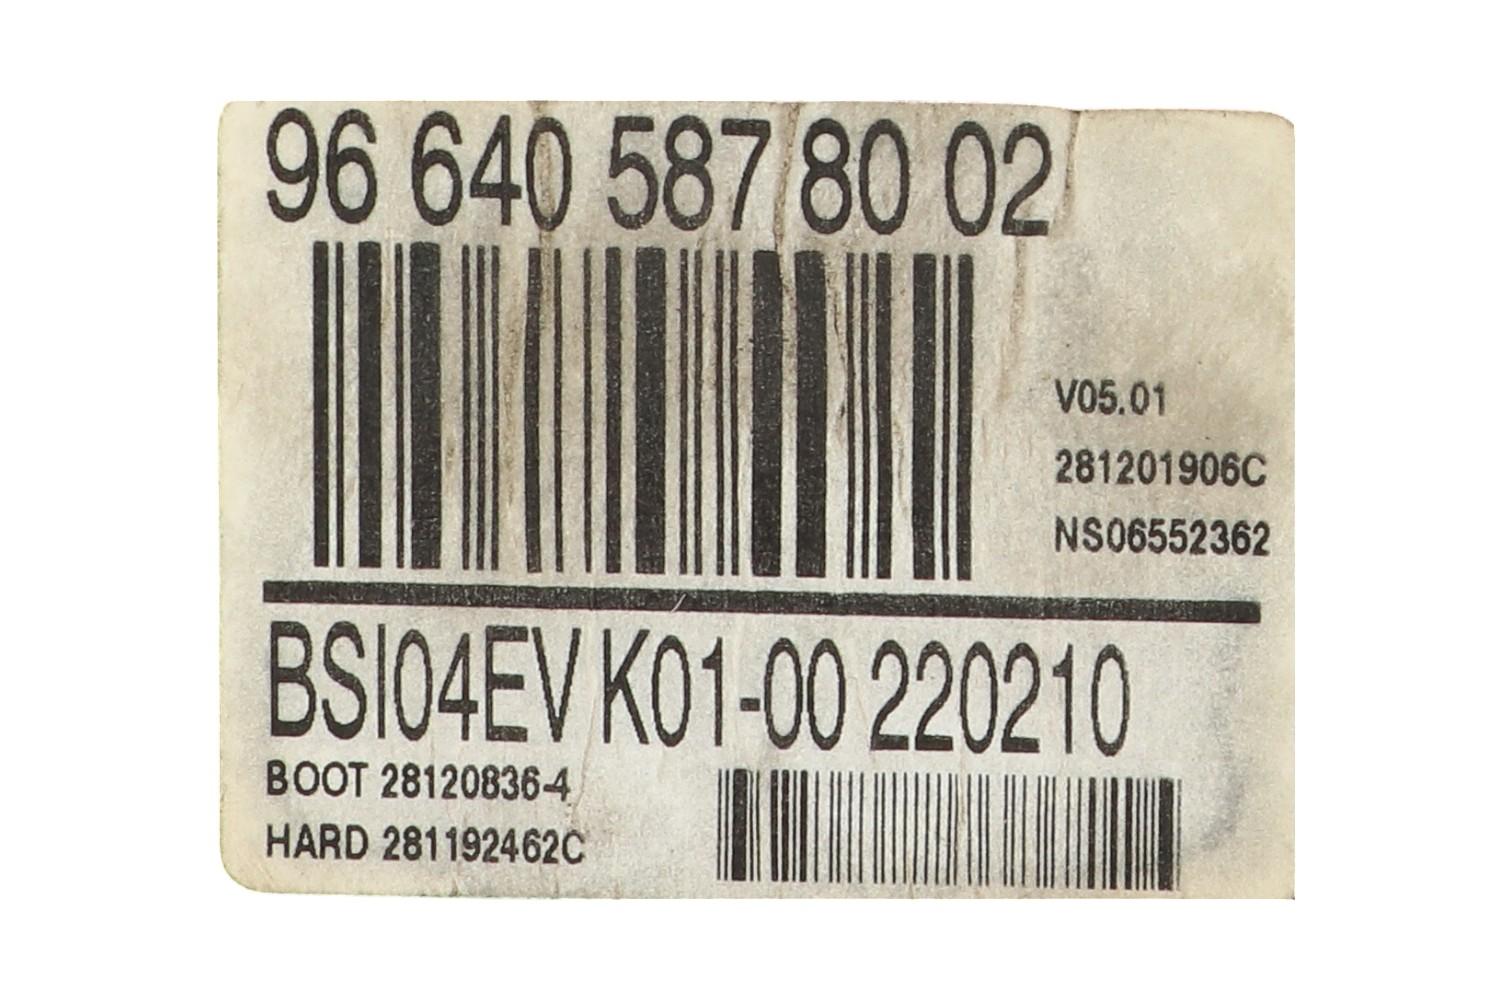 96 640 587 80 02
V05.01
281201906C
NS06552362
BSI04EV K01-00 220210
BOOT 28120836-4
HARD 281192462C